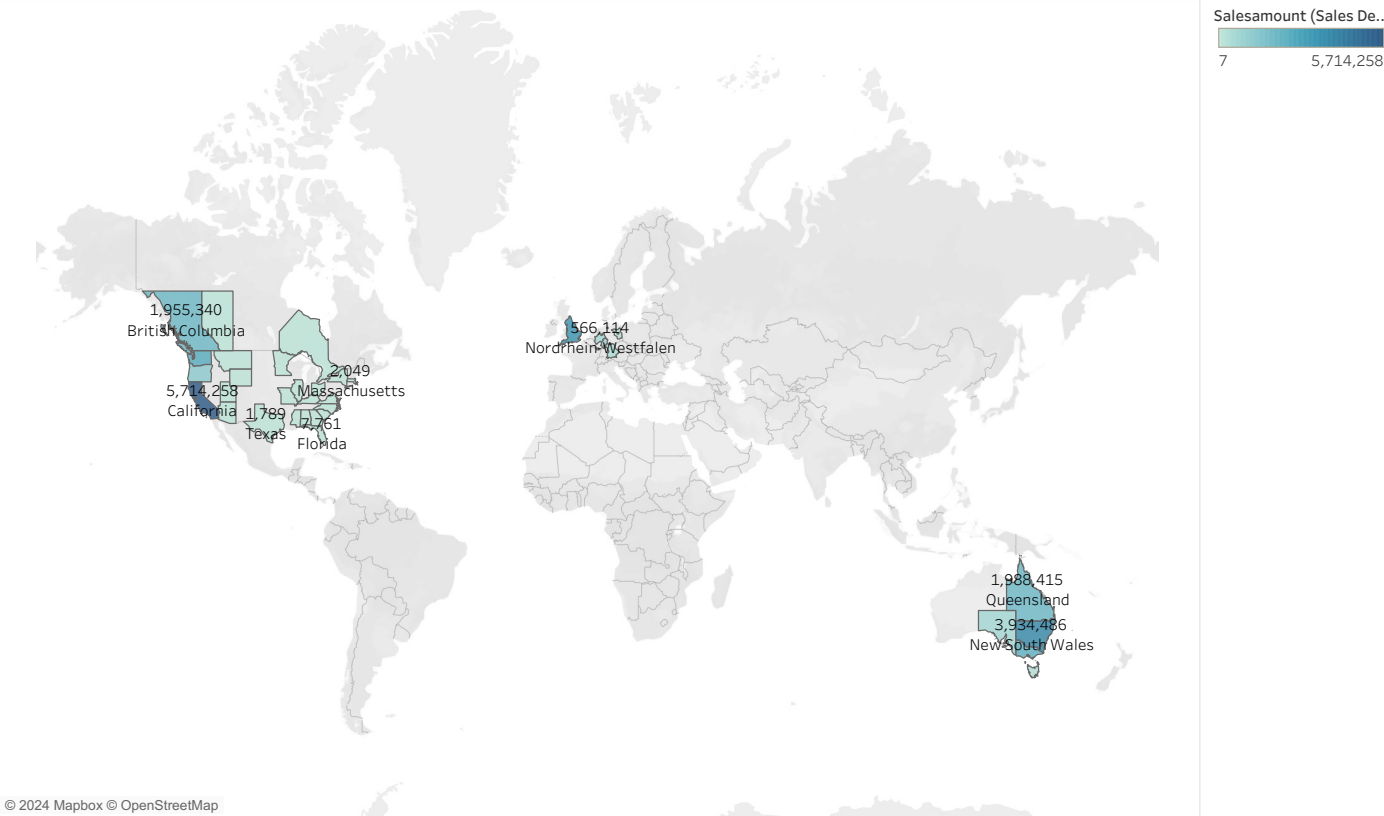 Salesamount (Sales De..
7
5,714,258
1,955,340
British Columbia
566,114
Nordrhein-Westfalen
2,049
Massachusetts
5,714,258
California
1,789
Texas
7,761
Florida
1,988,415
Queensland
3,934,486
New South Wales
© 2024 Mapbox © OpenStreetMap